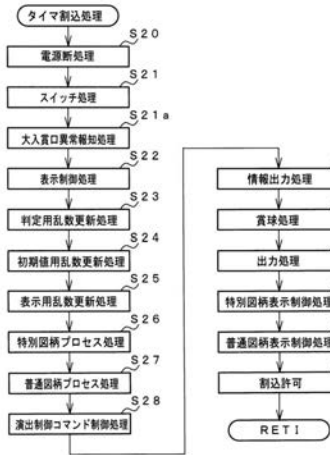 タイマ割込処理
S20
電源断処理
S21
スイッチ処理
S21a
大入賞口異常報知処理
S22
表示制御処理
S23
判定用乱数更新処理
S24
初期値用乱数更新処理
S25
表示用乱数更新処理
S26
特別図柄プロセス処理
S27
普通図柄プロセス処理
S28
演出制御コマンド制御処理
情報出力処理
賞球処理
出力処理
特別図柄表示制御処理
普通図柄表示制御処理
割込許可
RETI